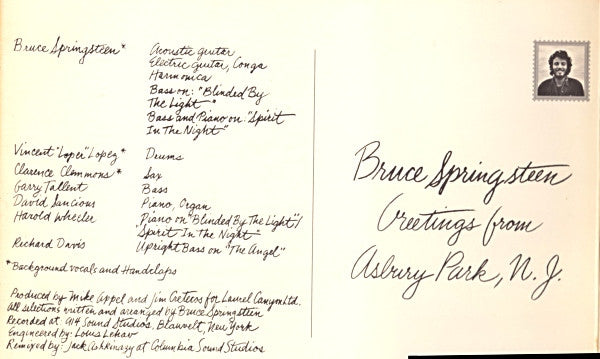 Bruce Springsteen* Acoustic guitar
Electric guitar, Conga
Harmonica
Bass on: "Blinded By
The Light"
Bass and Piano on "Spirit
In The Night"
Vincent "Loper" Lopez * Drums
Clarence Clemmons * Sax
Garry Tallent Bass
David Sancious Piano, Organ
Harold Wheeler Piano on "Blinded By The Light"/
"Spirit In The Night"
Richard Davis Upright Bass on "The Angel"
*Background vocals and Handclaps
Produced by Mike Appel and Jim Cretecos for Laurel Canyon Ltd.
All selections written and arranged by Bruce Springsteen
Recorded at 914 Sound Studios, Blauvelt, New York
Engineered by: Louis Lahav
Remixed by: Jack Ashkinazy at Columbia Sound Studios
Bruce Springsteen
Greetings from
Asbury Park, N. J.